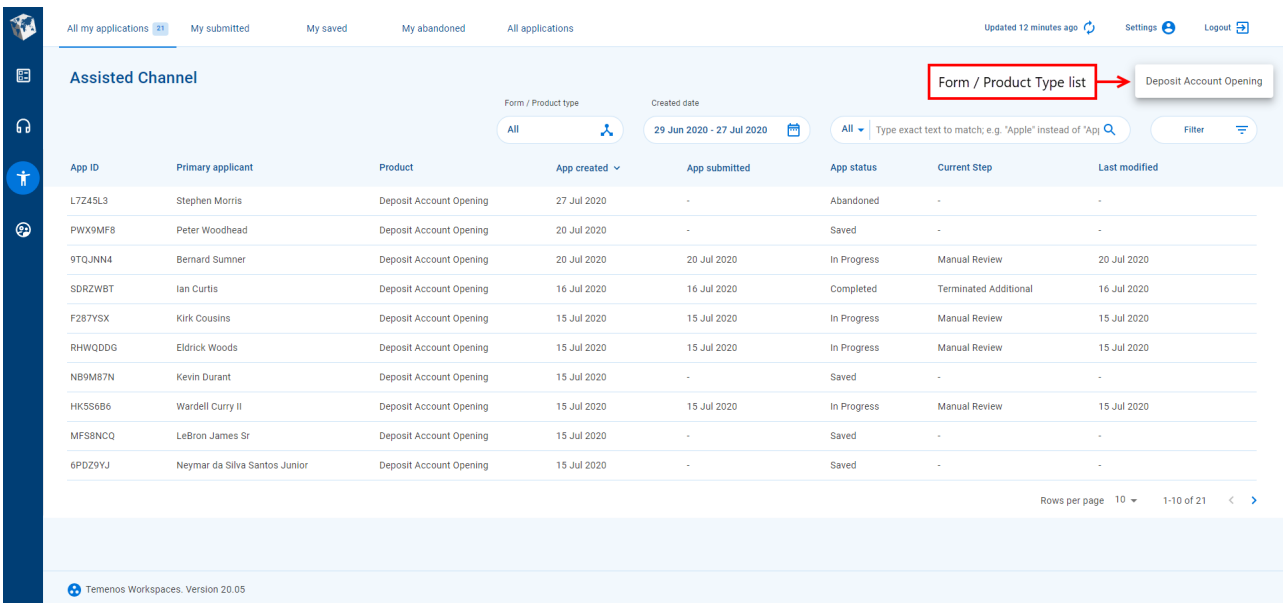 All my applications 21 My submitted My saved My abandoned All applications Updated 12 minutes ago Settings Logout
Assisted Channel Form / Product Type list Deposit Account Opening
Form / Product type Created date
All 29 Jun 2020 - 27 Jul 2020 All Type exact text to match; e.g. "Apple" instead of "Ap Filter
App ID Primary applicant Product App created App submitted App status Current Step Last modified
L7Z45L3 Stephen Morris Deposit Account Opening 27 Jul 2020 - Abandoned - -
PWX9MF8 Peter Woodhead Deposit Account Opening 20 Jul 2020 - Saved - -
9TQJNN4 Bernard Sumner Deposit Account Opening 20 Jul 2020 20 Jul 2020 In Progress Manual Review 20 Jul 2020
SDRZWBT Ian Curtis Deposit Account Opening 16 Jul 2020 16 Jul 2020 Completed Terminated Additional 16 Jul 2020
F287YSX Kirk Cousins Deposit Account Opening 15 Jul 2020 15 Jul 2020 In Progress Manual Review 15 Jul 2020
RHWQDDG Eldrick Woods Deposit Account Opening 15 Jul 2020 15 Jul 2020 In Progress Manual Review 15 Jul 2020
NB9M87N Kevin Durant Deposit Account Opening 15 Jul 2020 - Saved - -
HK5S6B6 Wardell Curry II Deposit Account Opening 15 Jul 2020 15 Jul 2020 In Progress Manual Review 15 Jul 2020
MFS8NCQ LeBron James Sr Deposit Account Opening 15 Jul 2020 - Saved - -
6PDZ9YJ Neymar da Silva Santos Junior Deposit Account Opening 15 Jul 2020 - Saved - -
Rows per page 10 1-10 of 21
Temenos Workspaces. Version 20.05